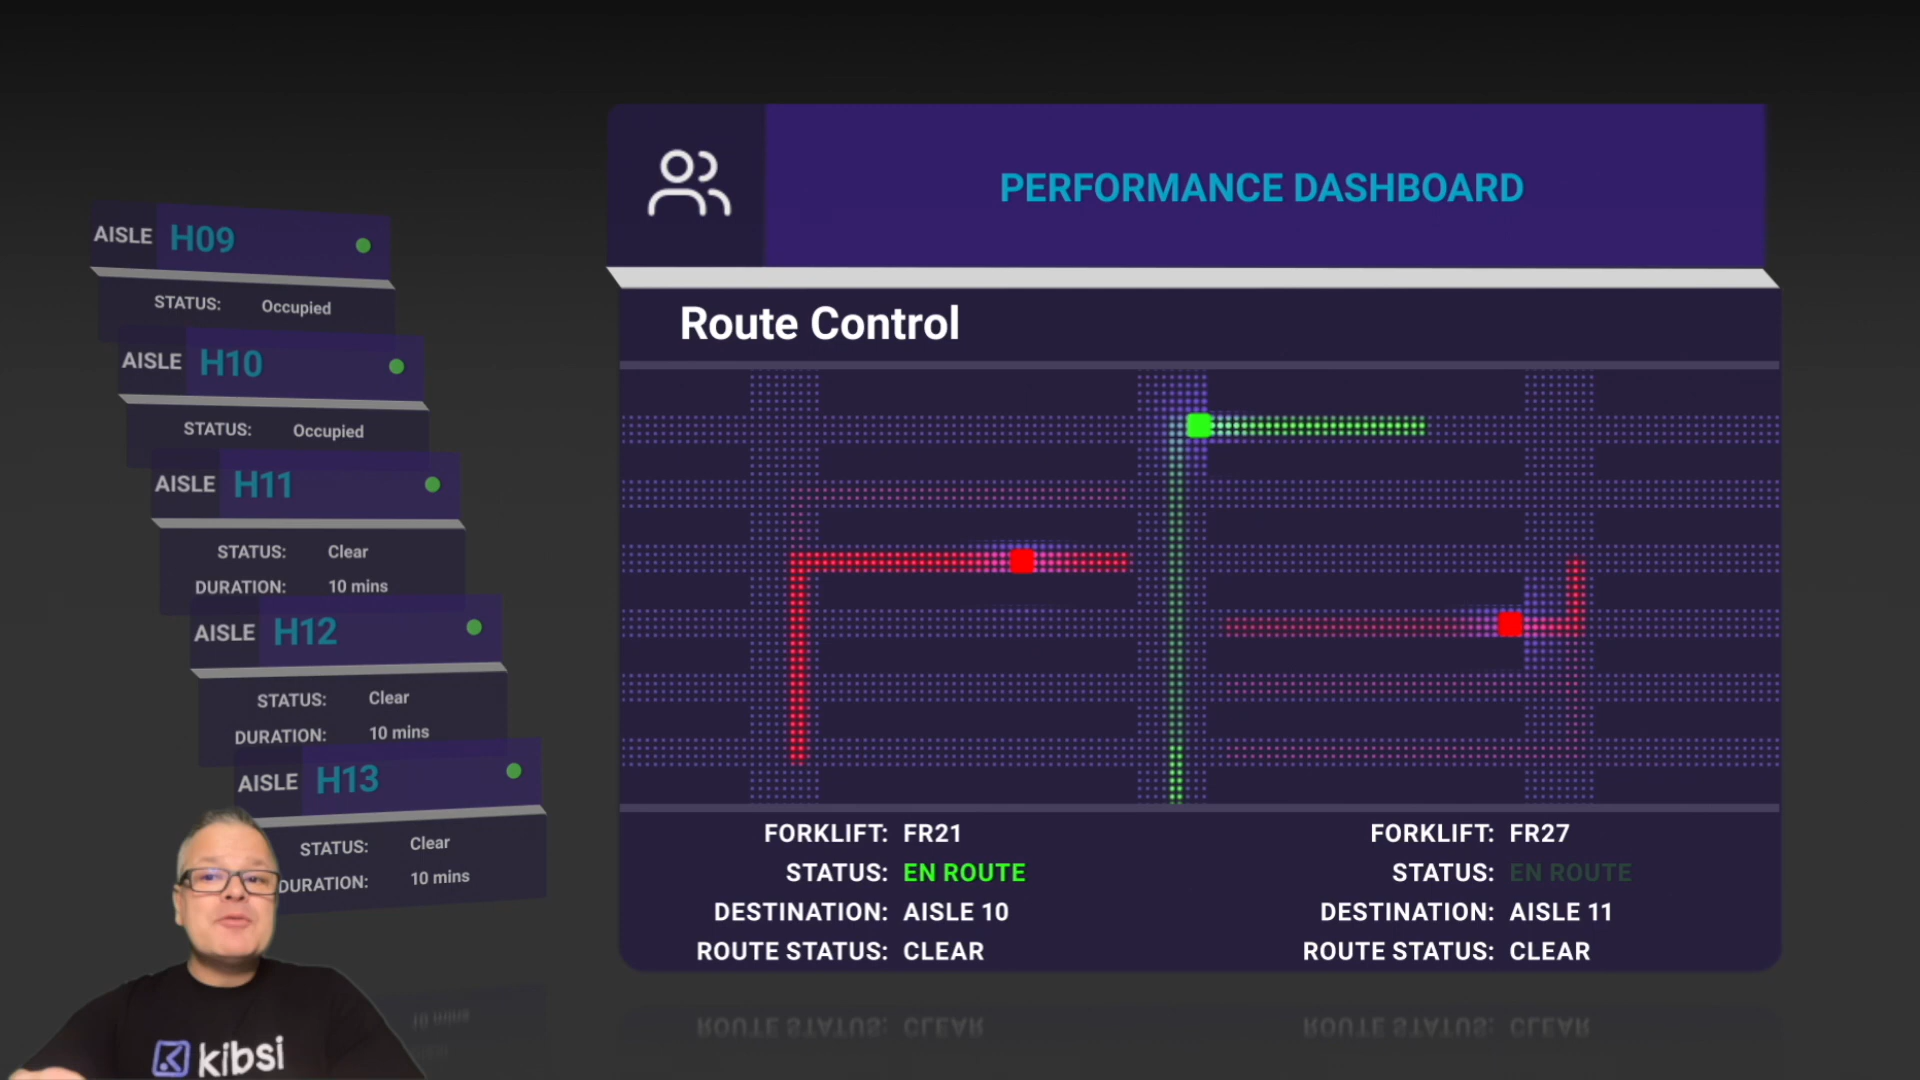 AISLE H09
STATUS: Occupied
AISLE H10
STATUS: Occupied
AISLE H11
STATUS: Clear
DURATION: 10 mins
AISLE H12
STATUS: Clear
DURATION: 10 mins
AISLE H13
STATUS: Clear
DURATION: 10 mins
kibsi
PERFORMANCE DASHBOARD
Route Control
FORKLIFT: FR21
STATUS: EN ROUTE
DESTINATION: AISLE 10
ROUTE STATUS: CLEAR
FORKLIFT: FR27
STATUS: EN ROUTE
DESTINATION: AISLE 11
ROUTE STATUS: CLEAR